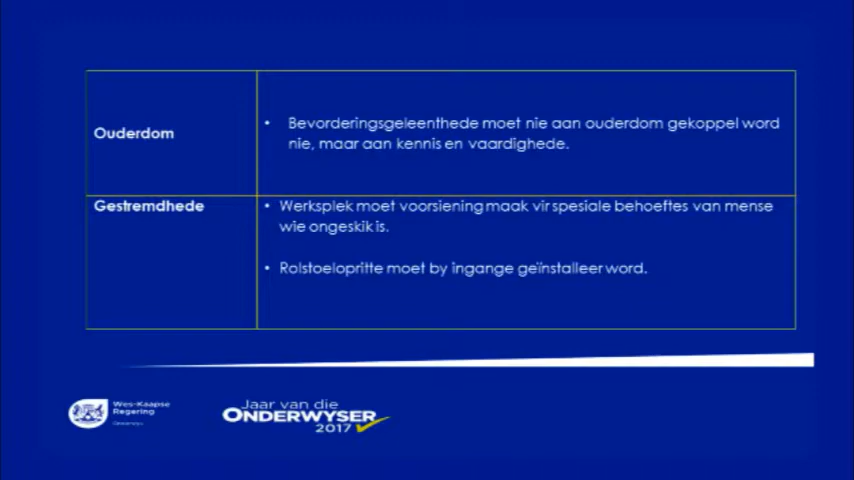 Ouderdom
• Bevorderingsgeleenthede moet nie aan ouderdom gekoppel word
nie, maar aan kennis en vaardighede.
Gestremdhede
• Werksplek moet voorsiening maak vir spesiale behoeftes van mense
wie ongeskik is.
• Rolstoelopritte moet by ingange geïnstalleer word.
Wes-Kaapse
Regering
Jaar van die
ONDERWYSER
2017